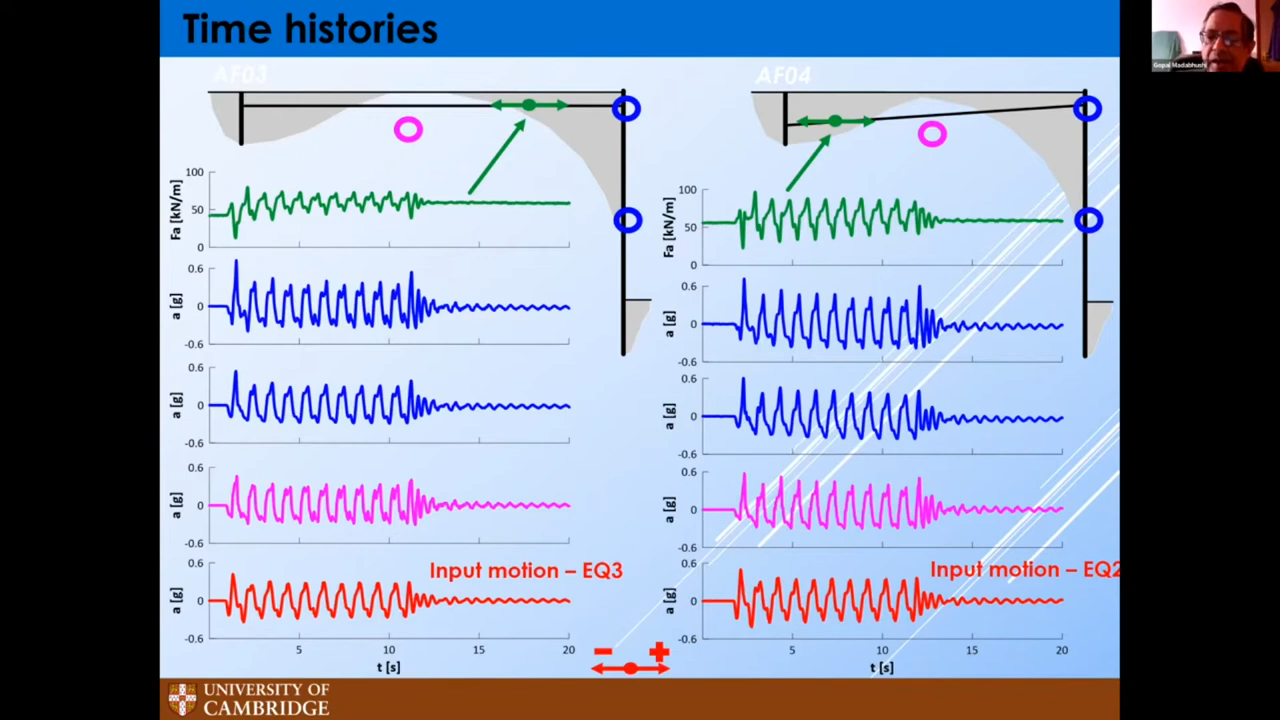 Time histories
Gopal Madabhushi
AF03
AF04
100
50
0
Fa [kN/m]
100
50
0
Fa [kN/m]
0.6
0
-0.6
a [g]
0.6
0
-0.6
a [g]
0.6
0
-0.6
a [g]
0.6
0
-0.6
a [g]
0.6
0
-0.6
a [g]
0.6
0
-0.6
a [g]
Input motion – EQ3
0.6
0
-0.6
a [g]
5
10
15
20
t [s]
Input motion – EQ2
0.6
0
-0.6
a [g]
5
10
15
20
t [s]
− +
UNIVERSITY OF
CAMBRIDGE